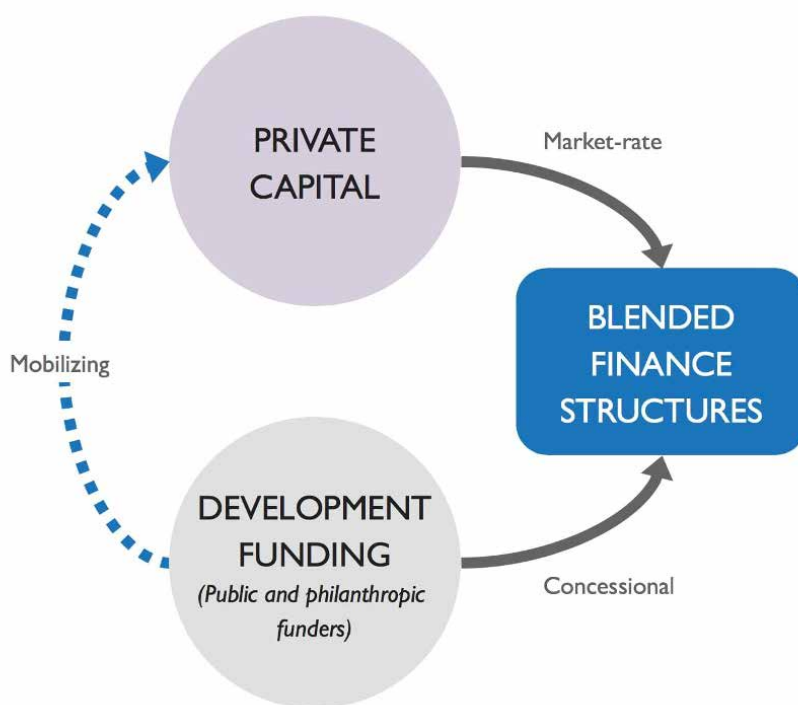 PRIVATE
CAPITAL
Market-rate
BLENDED
FINANCE
STRUCTURES
Mobilizing
DEVELOPMENT
FUNDING
(Public and philanthropic
funders)
Concessional